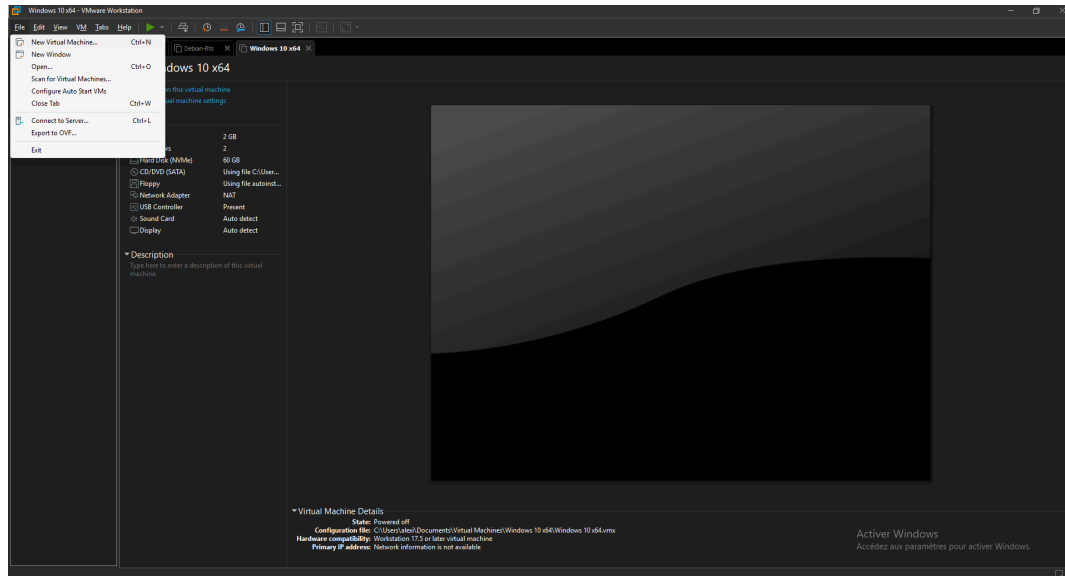 Windows 10 x64 - VMware Workstation
File Edit View VM Tabs Help
New Virtual Machine... Ctrl+N
New Window
Open... Ctrl+O
Scan for Virtual Machines...
Configure Auto Start VMs
Close Tab Ctrl+W
Connect to Server... Ctrl+L
Export to OVF...
Exit
Debian-Bts
Windows 10 x64
dows 10 x64
n this virtual machine
ual machine settings
2 GB
rs 2
Hard Disk (NVMe) 60 GB
CD/DVD (SATA) Using file C:\User...
Floppy Using file autoinst...
Network Adapter NAT
USB Controller Present
Sound Card Auto detect
Display Auto detect
Description
Type here to enter a description of this virtual
machine.
Virtual Machine Details
State: Powered off
Configuration file: C:\Users\alexi\Documents\Virtual Machines\Windows 10 x64\Windows 10 x64.vmx
Hardware compatibility: Workstation 17.5 or later virtual machine
Primary IP address: Network information is not available
Activer Windows
Accédez aux paramètres pour activer Windows.